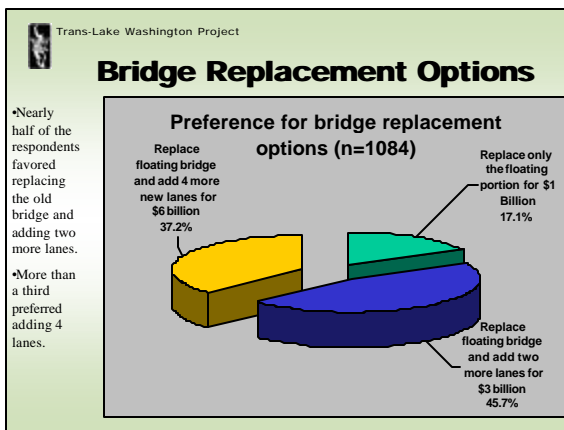 Trans-Lake Washington Project
Bridge Replacement Options
•Nearly
half of the
respondents
favored
replacing
the old
bridge and
adding two
more lanes.
•More than
a third
preferred
adding 4
lanes.
Preference for bridge replacement
options (n=1084)
Replace
floating bridge
and add 4 more
new lanes for
$6 billion
37.2%
Replace only
the floating
portion for $1
Billion
17.1%
Replace
floating bridge
and add two
more lanes for
$3 billion
45.7%